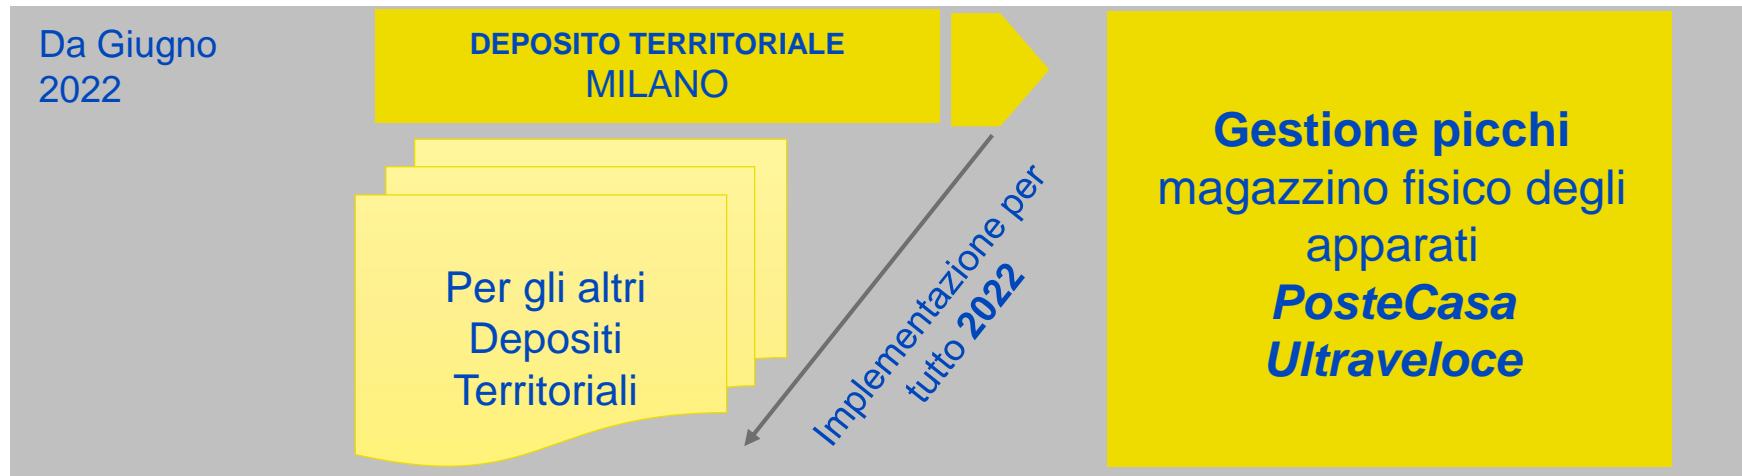 Da Giugno
2022
DEPOSITO TERRITORIALE
MILANO
Per gli altri
Depositi
Territoriali
Implementazione per
tutto 2022
Gestione picchi
magazzino fisico degli
apparati
PosteCasa
Ultraveloce